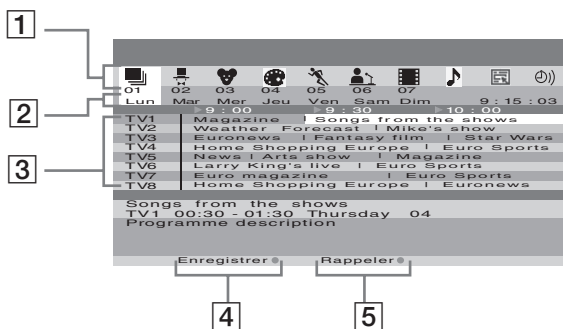 1
01 02 03 04 05 06 07
2
Lun Mar Mer Jeu Ven Sam Dim 9 : 15 : 03
9 : 00 9 : 30 10 : 00
TV1 Magazine Songs from the shows
TV2 Weather Forecast Mike's show
TV3 Euronews Fantasy film Star Wars
TV4 Home Shopping Europe Euro Sports
3
TV5 News Arts show Magazine
TV6 Larry King's live Euro Sports
TV7 Euro magazine Euro Sports
TV8 Home Shopping Europe Euronews
Songs from the shows
TV1 00:30 - 01:30 Thursday 04
Programme description
Enregistrer Rappeler
4 5